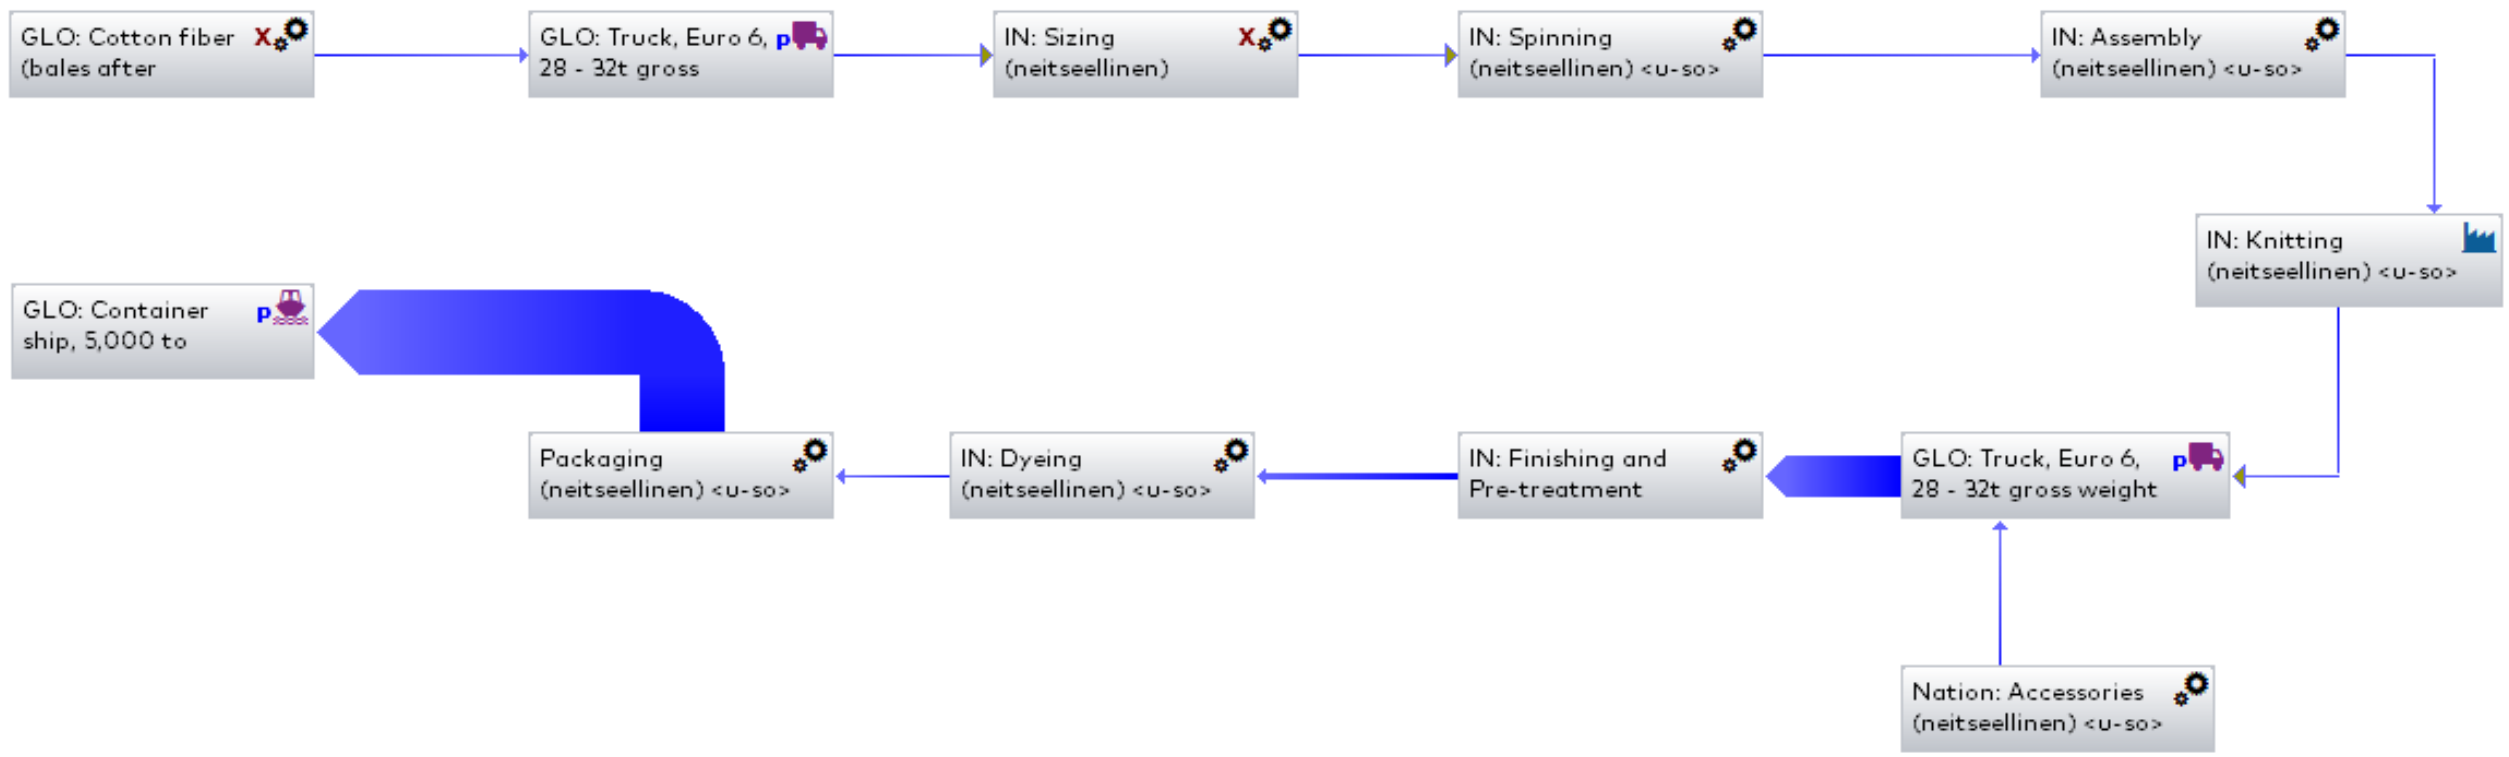 GLO: Cotton fiber X
(bales after
GLO: Truck, Euro 6, p
28 - 32t gross
IN: Sizing X
(neitseellinen)
IN: Spinning
(neitseellinen) <u-so>
IN: Assembly
(neitseellinen) <u-so>
IN: Knitting
(neitseellinen) <u-so>
GLO: Container p
ship, 5,000 to
Packaging
(neitseellinen) <u-so>
IN: Dyeing
(neitseellinen) <u-so>
IN: Finishing and
Pre-treatment
GLO: Truck, Euro 6, p
28 - 32t gross weight
Nation: Accessories
(neitseellinen) <u-so>